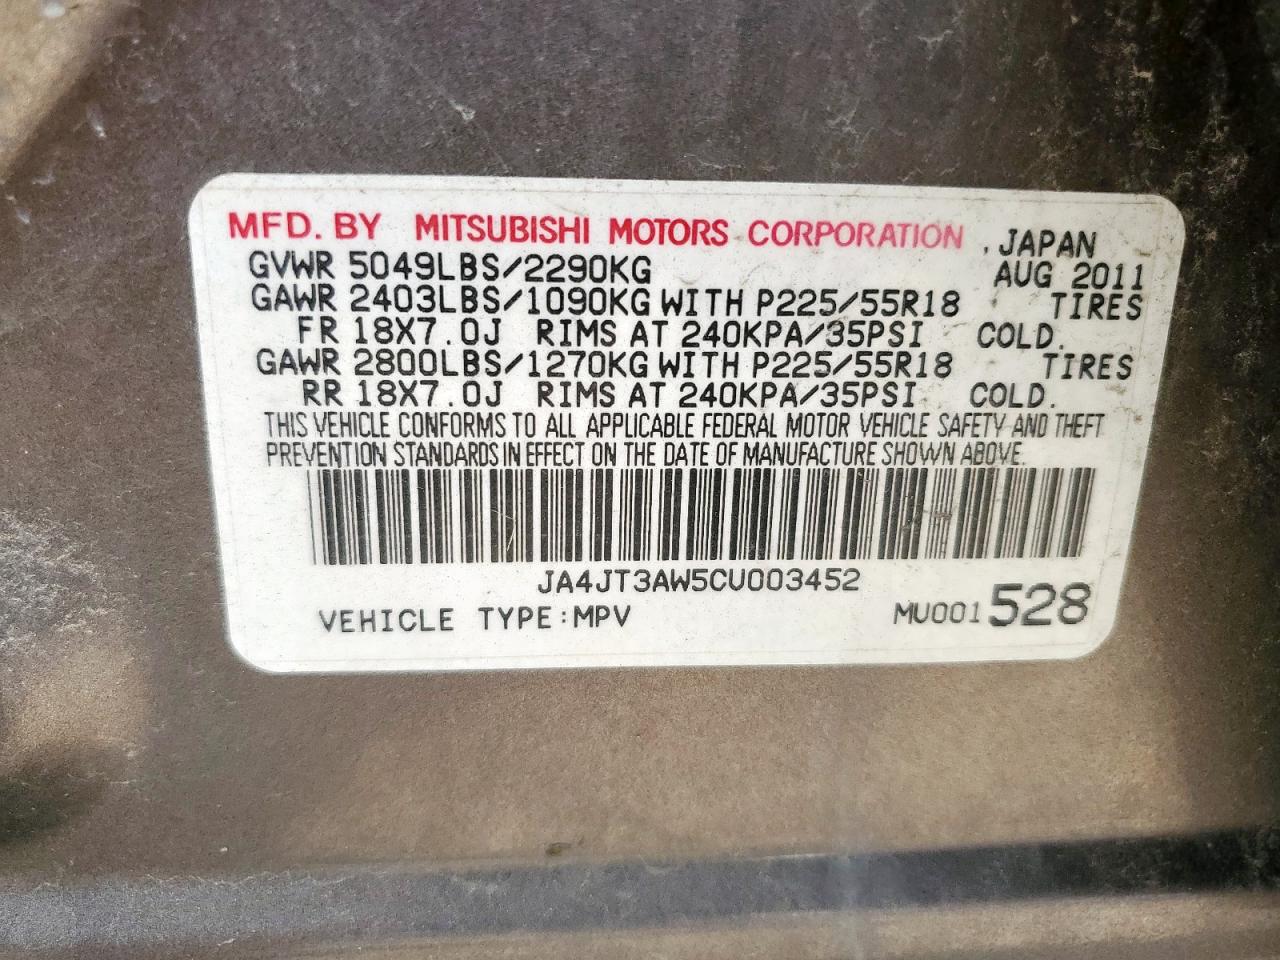 MFD. BY MITSUBISHI MOTORS CORPORATION , JAPAN
GVWR 5049LBS/2290KG AUG 2011
GAWR 2403LBS/1090KG WITH P225/55R18 TIRES
FR 18X7.0J RIMS AT 240KPA/35PSI COLD.
GAWR 2800LBS/1270KG WITH P225/55R18 TIRES
RR 18X7.0J RIMS AT 240KPA/35PSI COLD.
THIS VEHICLE CONFORMS TO ALL APPLICABLE FEDERAL MOTOR VEHICLE SAFETY AND THEFT
PREVENTION STANDARDS IN EFFECT ON THE DATE OF MANUFACTURE SHOWN ABOVE.
JA4JT3AW5CU003452
VEHICLE TYPE:MPV MU001528